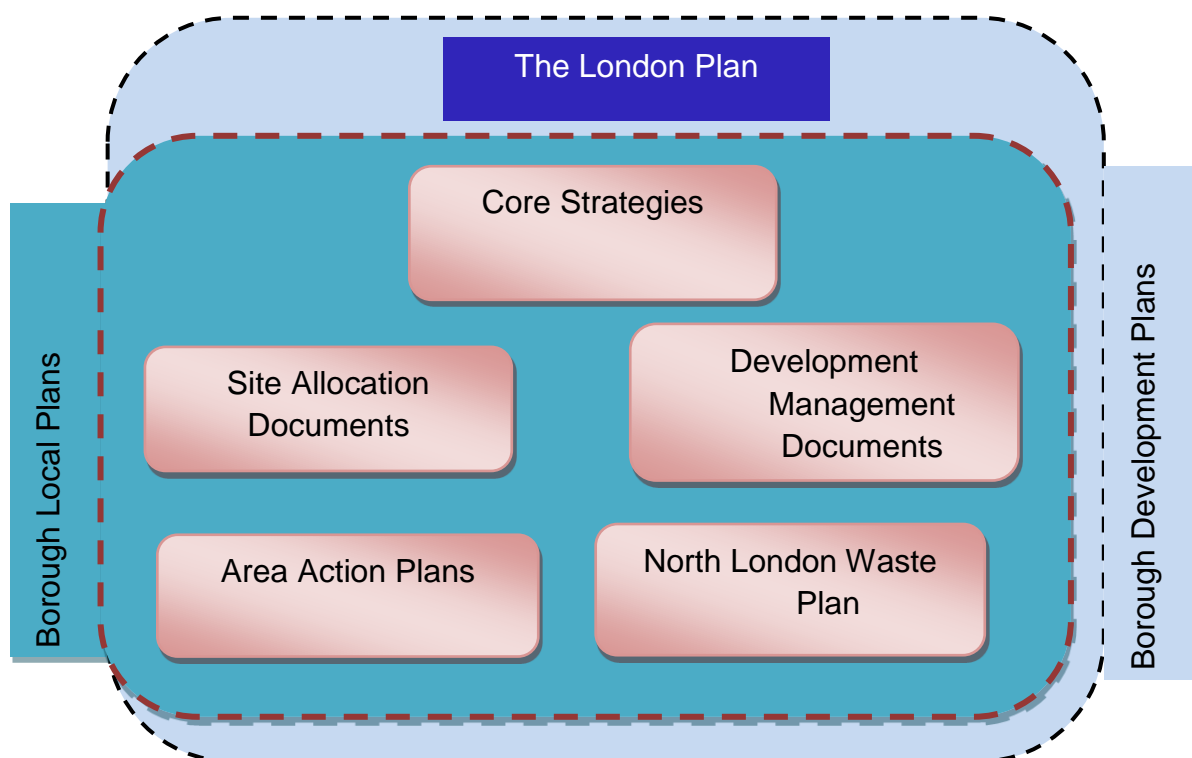 The London Plan
Core Strategies
Site Allocation
Documents
Development
Management
Documents
Area Action Plans
North London Waste
Plan
Borough Local Plans
Borough Development Plans